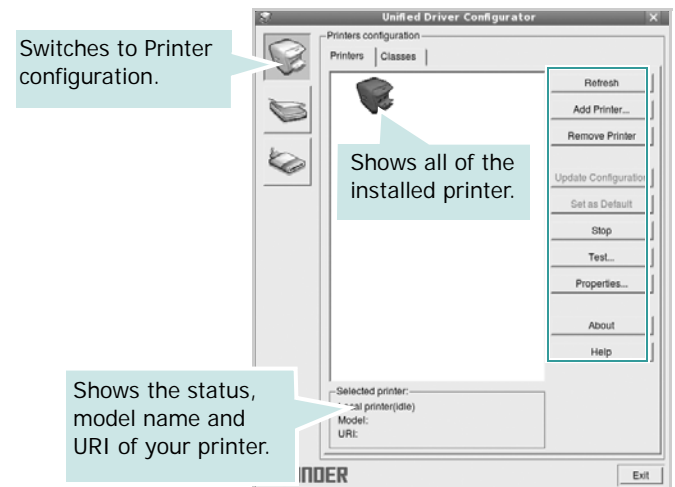 Unified Driver Configurator
Switches to Printer
configuration.
Printers configuration
Printers
Classes
Refresh
Add Printer...
Remove Printer
Shows all of the
installed printer.
Update Configuration
Set as Default
Stop
Test...
Properties...
About
Help
Shows the status,
model name and
URI of your printer.
Selected printer:
printer(idle)
Model:
URI:
Exit